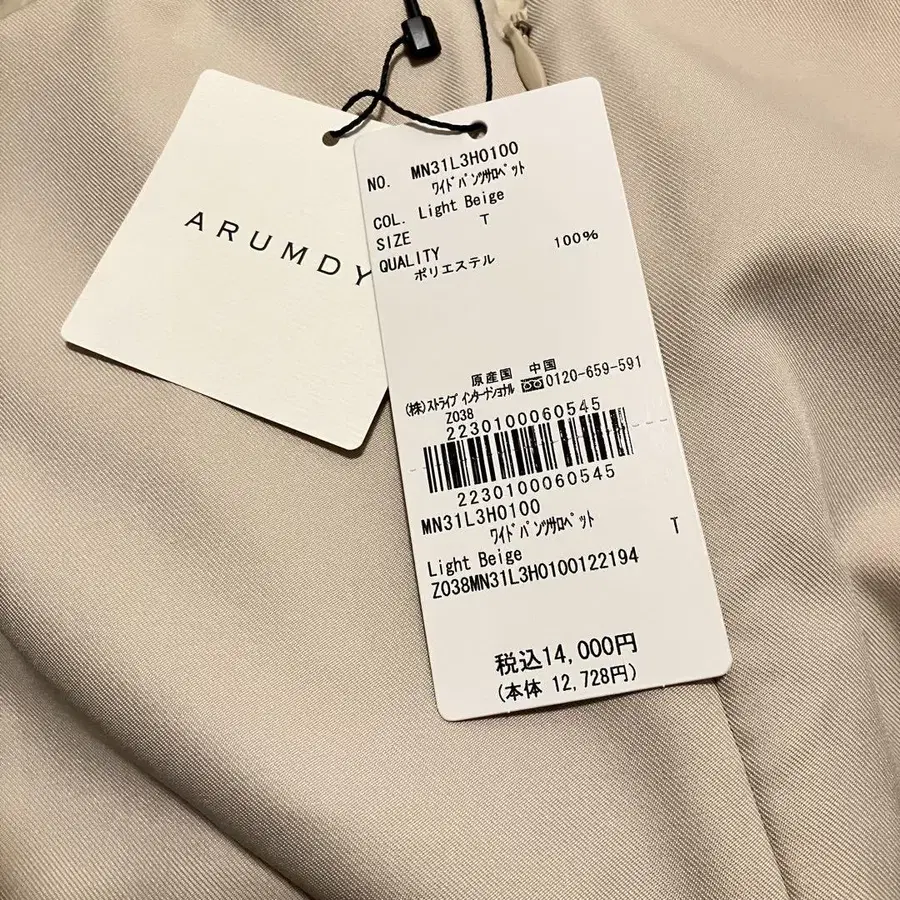 ARUMDY
NO. MN31L3H0100
ﾜｲﾄﾞﾊﾟﾝﾂｻﾛﾍﾟｯﾄ
COL. Light Beige
SIZE T
QUALITY
ポリエステル 100%
原産国 中国
(株)ｽﾄﾗｲﾌﾟ ｲﾝﾀｰﾅｼｮﾅﾙ 0120-659-591
Z038
2230100060545
2230100060545
MN31L3H0100
ﾜｲﾄﾞﾊﾟﾝﾂｻﾛﾍﾟｯﾄ
Light Beige T
Z038MN31L3H0100122194
税込14,000円
(本体 12,728円)